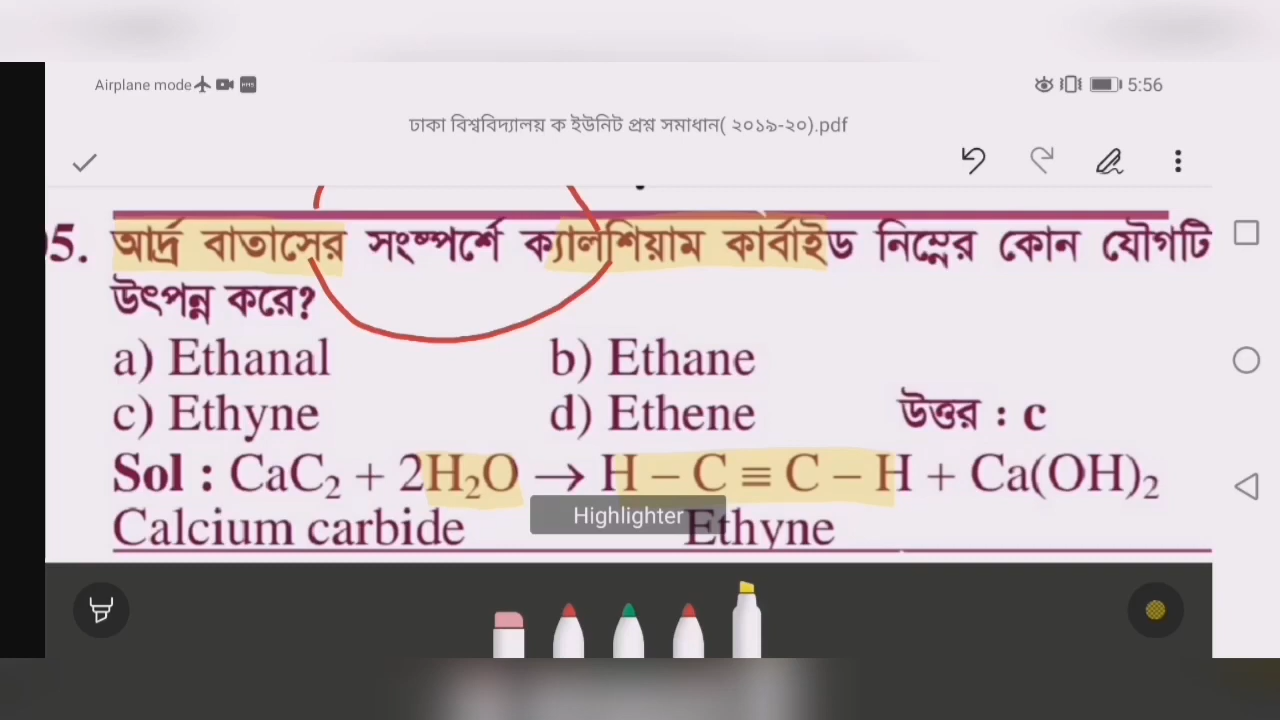 Airplane mode 5:56
ঢাকা বিশ্ববিদ্যালয় ক ইউনিট প্রশ্ন সমাধান( ২০১৯-২০).pdf
05. আর্দ্র বাতাসের সংস্পর্শে ক্যালশিয়াম কার্বাইড নিম্নের কোন যৌগটি
উৎপন্ন করে?
a) Ethanal b) Ethane
c) Ethyne d) Ethene উত্তর : c
Sol : CaC₂ + 2H₂O → H – C ≡ C – H + Ca(OH)₂
Highlighter
Calcium carbide Ethyne